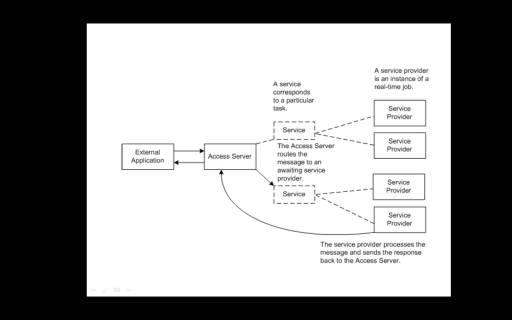 A service provider
is an instance of a
real-time job.
A service
corresponds
to a particular
task.
Service
Provider
Service
The Access Server
routes the
message to an
awaiting service
provider.
Service
Provider
External
Application
Access Server
Service
Provider
Service
Service
Provider
The service provider processes the
message and sends the response
back to the Access Server.